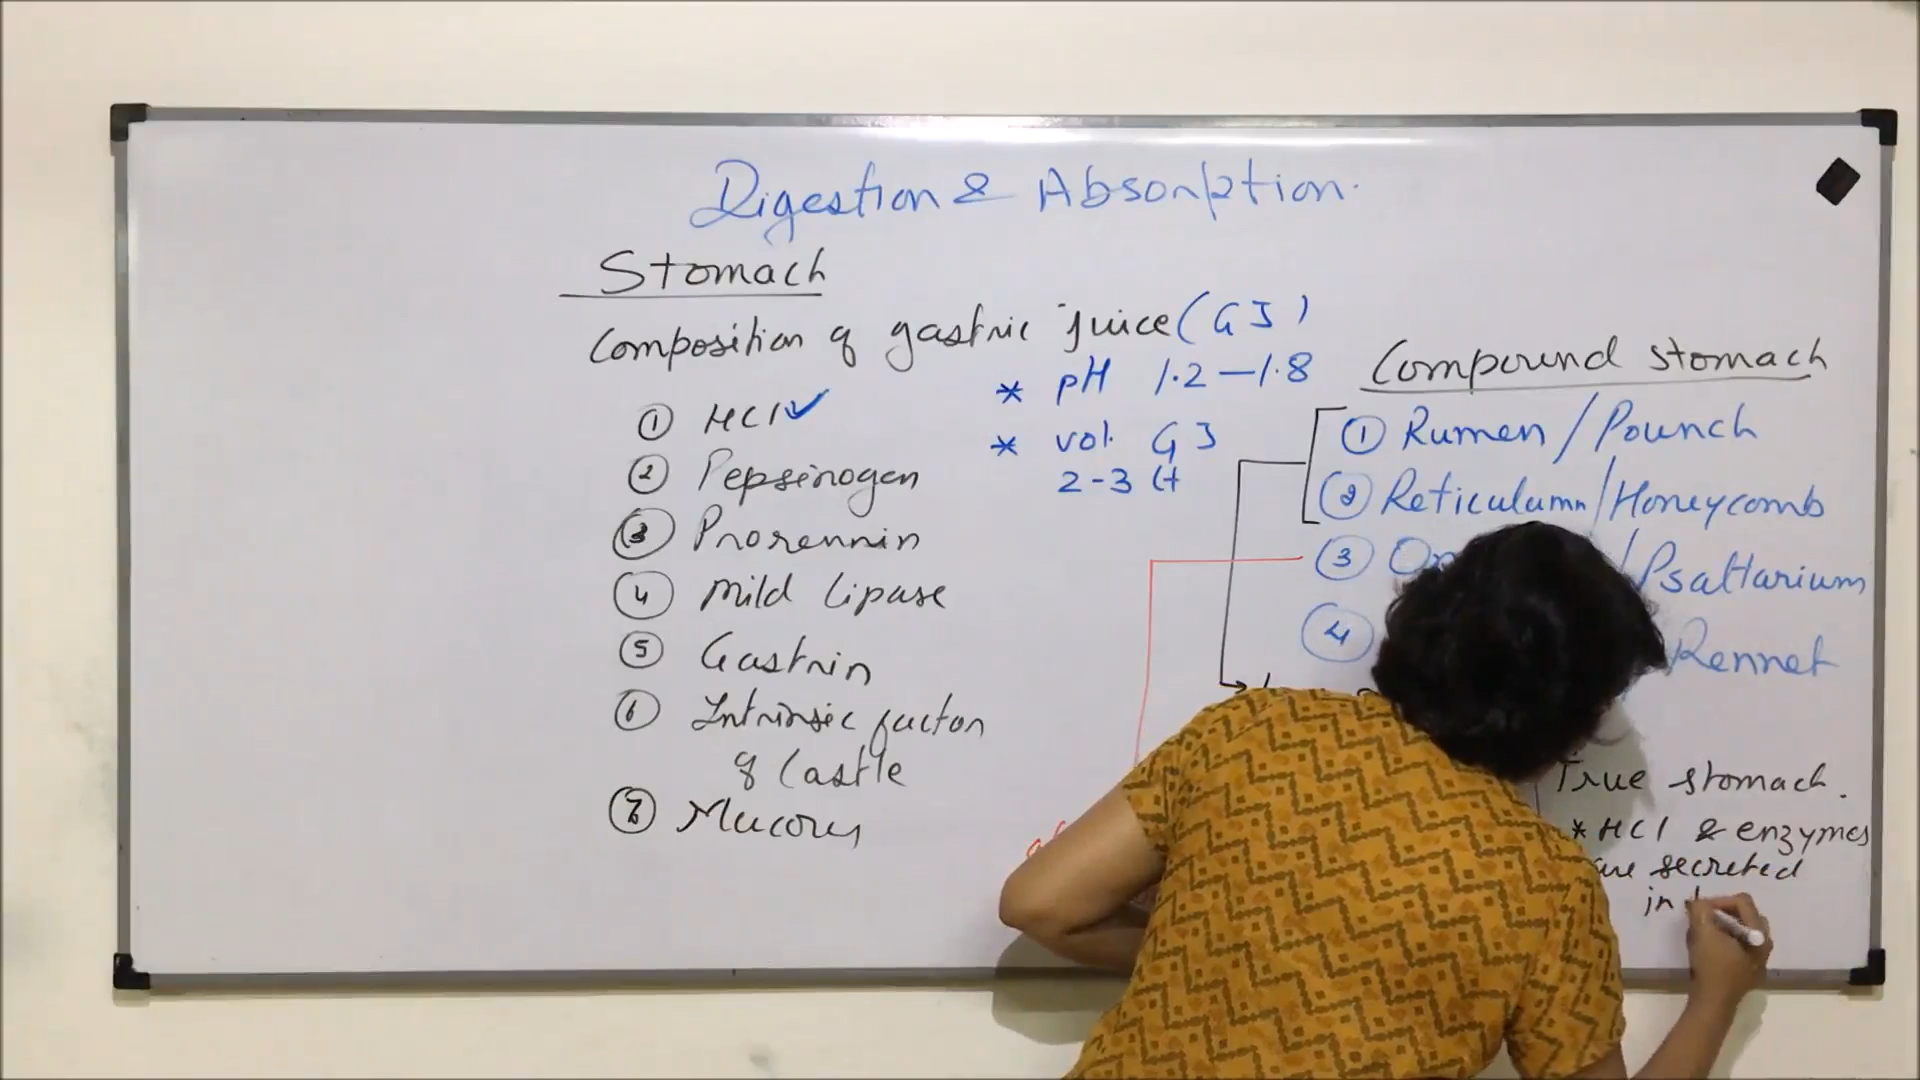 Digestion & Absorption.
Stomach
Composition of gastric juice (GJ)
* pH 1.2 – 1.8
* vol. GJ
2-3 lt
① HCl ✓
② Pepsinogen
③ Prorennin
④ Mild lipase
⑤ Gastrin
⑥ Intrinsic factor
of Castle
⑦ Mucous
Compound stomach
① Rumen / Pounch
② Reticulumn / Honeycomb
③ / Psaltarium
④ Rennet
True stomach.
* HCl & enzymes
are secreted
in